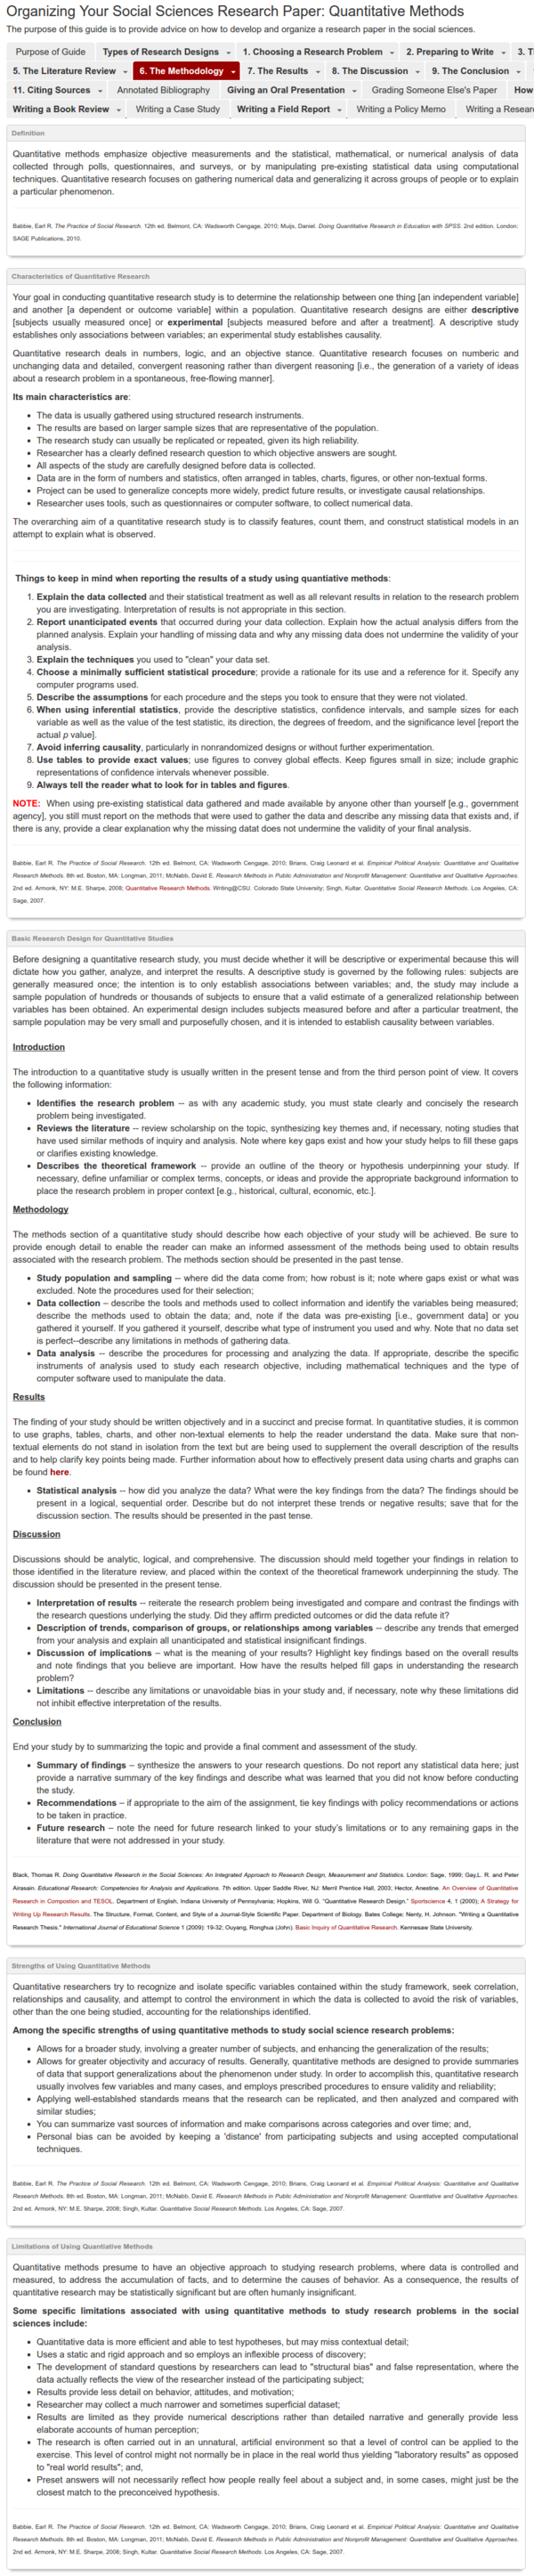 Organizing Your Social Sciences Research Paper: Quantitative Methods
The purpose of this guide is to provide advice on how to develop and organize a research paper in the social sciences.
Purpose of Guide Types of Research Designs 1. Choosing a Research Problem 2. Preparing to Write 3. T
5. The Literature Review 6. The Methodology 7. The Results 8. The Discussion 9. The Conclusion
11. Citing Sources Annotated Bibliography Giving an Oral Presentation Grading Someone Else's Paper How
Writing a Book Review Writing a Case Study Writing a Field Report Writing a Policy Memo Writing a Resear
Definition
Quantitative methods emphasize objective measurements and the statistical, mathematical, or numerical analysis of data
collected through polls, questionnaires, and surveys, or by manipulating pre-existing statistical data using computational
techniques. Quantitative research focuses on gathering numerical data and generalizing it across groups of people or to explain
a particular phenomenon.
Babbie, Earl R. The Practice of Social Research. 12th ed. Belmont, CA: Wadsworth Cengage, 2010; Muijs, Daniel. Doing Quantitative Research in Education with SPSS. 2nd edition. London:
SAGE Publications, 2010.
Characteristics of Quantitative Research
Your goal in conducting quantitative research study is to determine the relationship between one thing [an independent variable]
and another [a dependent or outcome variable] within a population. Quantitative research designs are either descriptive
[subjects usually measured once] or experimental [subjects measured before and after a treatment]. A descriptive study
establishes only associations between variables; an experimental study establishes causality.
Quantitative research deals in numbers, logic, and an objective stance. Quantitative research focuses on numberic and
unchanging data and detailed, convergent reasoning rather than divergent reasoning [i.e., the generation of a variety of ideas
about a research problem in a spontaneous, free-flowing manner].
Its main characteristics are:
• The data is usually gathered using structured research instruments.
• The results are based on larger sample sizes that are representative of the population.
• The research study can usually be replicated or repeated, given its high reliability.
• Researcher has a clearly defined research question to which objective answers are sought.
• All aspects of the study are carefully designed before data is collected.
• Data are in the form of numbers and statistics, often arranged in tables, charts, figures, or other non-textual forms.
• Project can be used to generalize concepts more widely, predict future results, or investigate causal relationships.
• Researcher uses tools, such as questionnaires or computer software, to collect numerical data.
The overarching aim of a quantitative research study is to classify features, count them, and construct statistical models in an
attempt to explain what is observed.
Things to keep in mind when reporting the results of a study using quantiative methods:
1. Explain the data collected and their statistical treatment as well as all relevant results in relation to the research problem
you are investigating. Interpretation of results is not appropriate in this section.
2. Report unanticipated events that occurred during your data collection. Explain how the actual analysis differs from the
planned analysis. Explain your handling of missing data and why any missing data does not undermine the validity of your
analysis.
3. Explain the techniques you used to "clean" your data set.
4. Choose a minimally sufficient statistical procedure; provide a rationale for its use and a reference for it. Specify any
computer programs used.
5. Describe the assumptions for each procedure and the steps you took to ensure that they were not violated.
6. When using inferential statistics, provide the descriptive statistics, confidence intervals, and sample sizes for each
variable as well as the value of the test statistic, its direction, the degrees of freedom, and the significance level [report the
actual p value].
7. Avoid inferring causality, particularly in nonrandomized designs or without further experimentation.
8. Use tables to provide exact values; use figures to convey global effects. Keep figures small in size; include graphic
representations of confidence intervals whenever possible.
9. Always tell the reader what to look for in tables and figures.
NOTE: When using pre-existing statistical data gathered and made available by anyone other than yourself [e.g., government
agency], you still must report on the methods that were used to gather the data and describe any missing data that exists and, if
there is any, provide a clear explanation why the missing datat does not undermine the validity of your final analysis.
Babbie, Earl R. The Practice of Social Research. 12th ed. Belmont, CA: Wadsworth Cengage, 2010; Brians, Craig Leonard et al. Empirical Political Analysis: Quantitative and Qualitative
Research Methods. 8th ed. Boston, MA: Longman, 2011; McNabb, David E. Research Methods in Public Administration and Nonprofit Management: Quantitative and Qualitative Approaches.
2nd ed. Armonk, NY: M.E. Sharpe, 2008; Quantitative Research Methods. Writing@CSU. Colorado State University; Singh, Kultar. Quantitative Social Research Methods. Los Angeles, CA:
Sage, 2007.
Basic Research Design for Quantitative Studies
Before designing a quantitative research study, you must decide whether it will be descriptive or experimental because this will
dictate how you gather, analyze, and interpret the results. A descriptive study is governed by the following rules: subjects are
generally measured once; the intention is to only establish associations between variables; and, the study may include a
sample population of hundreds or thousands of subjects to ensure that a valid estimate of a generalized relationship between
variables has been obtained. An experimental design includes subjects measured before and after a particular treatment, the
sample population may be very small and purposefully chosen, and it is intended to establish causality between variables.
Introduction
The introduction to a quantitative study is usually written in the present tense and from the third person point of view. It covers
the following information:
• Identifies the research problem -- as with any academic study, you must state clearly and concisely the research
problem being investigated.
• Reviews the literature -- review scholarship on the topic, synthesizing key themes and, if necessary, noting studies that
have used similar methods of inquiry and analysis. Note where key gaps exist and how your study helps to fill these gaps
or clarifies existing knowledge.
• Describes the theoretical framework -- provide an outline of the theory or hypothesis underpinning your study. If
necessary, define unfamiliar or complex terms, concepts, or ideas and provide the appropriate background information to
place the research problem in proper context [e.g., historical, cultural, economic, etc.].
Methodology
The methods section of a quantitative study should describe how each objective of your study will be achieved. Be sure to
provide enough detail to enable the reader can make an informed assessment of the methods being used to obtain results
associated with the research problem. The methods section should be presented in the past tense.
• Study population and sampling -- where did the data come from; how robust is it; note where gaps exist or what was
excluded. Note the procedures used for their selection;
• Data collection – describe the tools and methods used to collect information and identify the variables being measured;
describe the methods used to obtain the data; and, note if the data was pre-existing [i.e., government data] or you
gathered it yourself. If you gathered it yourself, describe what type of instrument you used and why. Note that no data set
is perfect--describe any limitations in methods of gathering data.
• Data analysis -- describe the procedures for processing and analyzing the data. If appropriate, describe the specific
instruments of analysis used to study each research objective, including mathematical techniques and the type of
computer software used to manipulate the data.
Results
The finding of your study should be written objectively and in a succinct and precise format. In quantitative studies, it is common
to use graphs, tables, charts, and other non-textual elements to help the reader understand the data. Make sure that non-
textual elements do not stand in isolation from the text but are being used to supplement the overall description of the results
and to help clarify key points being made. Further information about how to effectively present data using charts and graphs can
be found here.
• Statistical analysis -- how did you analyze the data? What were the key findings from the data? The findings should be
present in a logical, sequential order. Describe but do not interpret these trends or negative results; save that for the
discussion section. The results should be presented in the past tense.
Discussion
Discussions should be analytic, logical, and comprehensive. The discussion should meld together your findings in relation to
those identified in the literature review, and placed within the context of the theoretical framework underpinning the study. The
discussion should be presented in the present tense.
• Interpretation of results -- reiterate the research problem being investigated and compare and contrast the findings with
the research questions underlying the study. Did they affirm predicted outcomes or did the data refute it?
• Description of trends, comparison of groups, or relationships among variables -- describe any trends that emerged
from your analysis and explain all unanticipated and statistical insignificant findings.
• Discussion of implications – what is the meaning of your results? Highlight key findings based on the overall results
and note findings that you believe are important. How have the results helped fill gaps in understanding the research
problem?
• Limitations -- describe any limitations or unavoidable bias in your study and, if necessary, note why these limitations did
not inhibit effective interpretation of the results.
Conclusion
End your study by to summarizing the topic and provide a final comment and assessment of the study.
• Summary of findings – synthesize the answers to your research questions. Do not report any statistical data here; just
provide a narrative summary of the key findings and describe what was learned that you did not know before conducting
the study.
• Recommendations – if appropriate to the aim of the assignment, tie key findings with policy recommendations or actions
to be taken in practice.
• Future research – note the need for future research linked to your study's limitations or to any remaining gaps in the
literature that were not addressed in your study.
Black, Thomas R. Doing Quantitative Research in the Social Sciences: An Integrated Approach to Research Design, Measurement and Statistics. London: Sage, 1999; Gay,L. R. and Peter
Airasain. Educational Research: Competencies for Analysis and Applications. 7th edition. Upper Saddle River, NJ: Merril Prentice Hall, 2003; Hector, Anestine. An Overview of Quantitative
Research in Compostion and TESOL. Department of English, Indiana University of Pennsylvania; Hopkins, Will G. "Quantitative Research Design." Sportscience 4, 1 (2000); A Strategy for
Writing Up Research Results. The Structure, Format, Content, and Style of a Journal-Style Scientific Paper. Department of Biology. Bates College; Nenty, H. Johnson. "Writing a Quantitative
Research Thesis." International Journal of Educational Science 1 (2009): 19-32; Ouyang, Ronghua (John). Basic Inquiry of Quantitative Research. Kennesaw State University.
Strengths of Using Quantitative Methods
Quantitative researchers try to recognize and isolate specific variables contained within the study framework, seek correlation,
relationships and causality, and attempt to control the environment in which the data is collected to avoid the risk of variables,
other than the one being studied, accounting for the relationships identified.
Among the specific strengths of using quantitative methods to study social science research problems:
• Allows for a broader study, involving a greater number of subjects, and enhancing the generalization of the results;
• Allows for greater objectivity and accuracy of results. Generally, quantitative methods are designed to provide summaries
of data that support generalizations about the phenomenon under study. In order to accomplish this, quantitative research
usually involves few variables and many cases, and employs prescribed procedures to ensure validity and reliability;
• Applying well-establshed standards means that the research can be replicated, and then analyzed and compared with
similar studies;
• You can summarize vast sources of information and make comparisons across categories and over time; and,
• Personal bias can be avoided by keeping a 'distance' from participating subjects and using accepted computational
techniques.
Babbie, Earl R. The Practice of Social Research. 12th ed. Belmont, CA: Wadsworth Cengage, 2010; Brians, Craig Leonard et al. Empirical Political Analysis: Quantitative and Qualitative
Research Methods. 8th ed. Boston, MA: Longman, 2011; McNabb, David E. Research Methods in Public Administration and Nonprofit Management: Quantitative and Qualitative Approaches.
2nd ed. Armonk, NY: M.E. Sharpe, 2008; Singh, Kultar. Quantitative Social Research Methods. Los Angeles, CA: Sage, 2007.
Limitations of Using Quantiative Methods
Quantitative methods presume to have an objective approach to studying research problems, where data is controlled and
measured, to address the accumulation of facts, and to determine the causes of behavior. As a consequence, the results of
quantitative research may be statistically significant but are often humanly insignificant.
Some specific limitations associated with using quantitative methods to study research problems in the social
sciences include:
• Quantitative data is more efficient and able to test hypotheses, but may miss contextual detail;
• Uses a static and rigid approach and so employs an inflexible process of discovery;
• The development of standard questions by researchers can lead to "structural bias" and false representation, where the
data actually reflects the view of the researcher instead of the participating subject;
• Results provide less detail on behavior, attitudes, and motivation;
• Researcher may collect a much narrower and sometimes superficial dataset;
• Results are limited as they provide numerical descriptions rather than detailed narrative and generally provide less
elaborate accounts of human perception;
• The research is often carried out in an unnatural, artificial environment so that a level of control can be applied to the
exercise. This level of control might not normally be in place in the real world thus yielding "laboratory results" as opposed
to "real world results"; and,
• Preset answers will not necessarily reflect how people really feel about a subject and, in some cases, might just be the
closest match to the preconceived hypothesis.
Babbie, Earl R. The Practice of Social Research. 12th ed. Belmont, CA: Wadsworth Cengage, 2010; Brians, Craig Leonard et al. Empirical Political Analysis: Quantitative and Qualitative
Research Methods. 8th ed. Boston, MA: Longman, 2011; McNabb, David E. Research Methods in Public Administration and Nonprofit Management: Quantitative and Qualitative Approaches.
2nd ed. Armonk, NY: M.E. Sharpe, 2008; Singh, Kultar. Quantitative Social Research Methods. Los Angeles, CA: Sage, 2007.